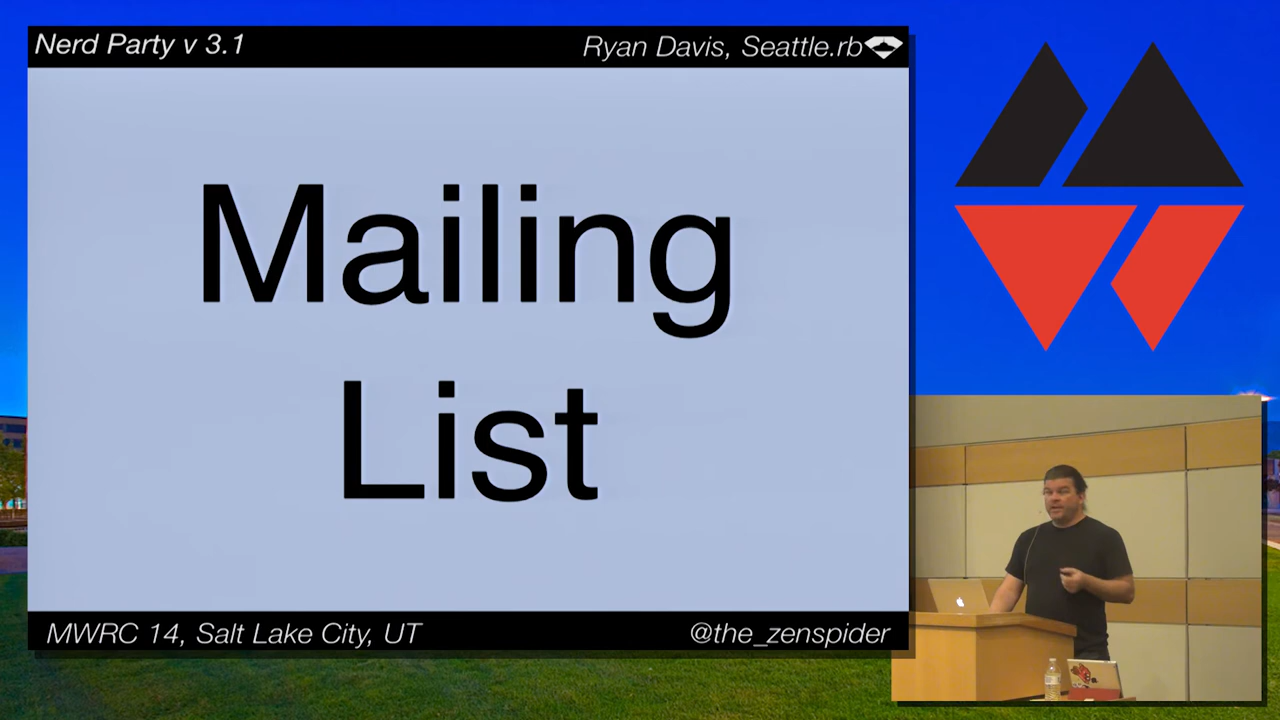 Nerd Party v 3.1
Ryan Davis, Seattle.rb
Mailing
List
MWRC 14, Salt Lake City, UT
@the_zenspider